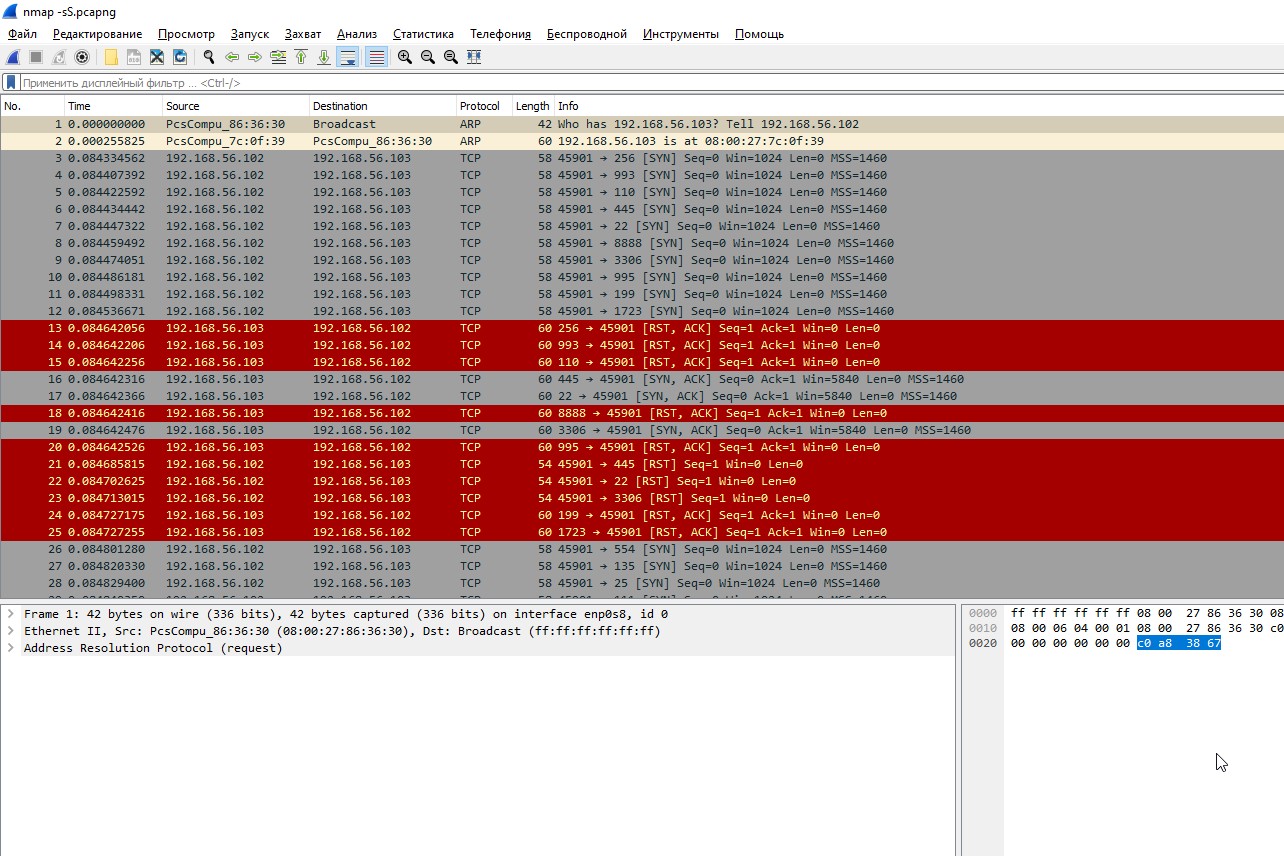 nmap -sS.pcapng
Файл Редактирование Просмотр Запуск Захват Анализ Статистика Телефония Беспроводной Инструменты Помощь
Применить дисплейный фильтр ... <Ctrl-/>
No. Time Source Destination Protocol Length Info
1 0.000000000 PcsCompu_86:36:30 Broadcast ARP 42 Who has 192.168.56.103? Tell 192.168.56.102
2 0.000255825 PcsCompu_7c:0f:39 PcsCompu_86:36:30 ARP 60 192.168.56.103 is at 08:00:27:7c:0f:39
3 0.084334562 192.168.56.102 192.168.56.103 TCP 58 45901 → 256 [SYN] Seq=0 Win=1024 Len=0 MSS=1460
4 0.084407392 192.168.56.102 192.168.56.103 TCP 58 45901 → 993 [SYN] Seq=0 Win=1024 Len=0 MSS=1460
5 0.084422592 192.168.56.102 192.168.56.103 TCP 58 45901 → 110 [SYN] Seq=0 Win=1024 Len=0 MSS=1460
6 0.084434442 192.168.56.102 192.168.56.103 TCP 58 45901 → 445 [SYN] Seq=0 Win=1024 Len=0 MSS=1460
7 0.084447322 192.168.56.102 192.168.56.103 TCP 58 45901 → 22 [SYN] Seq=0 Win=1024 Len=0 MSS=1460
8 0.084459492 192.168.56.102 192.168.56.103 TCP 58 45901 → 8888 [SYN] Seq=0 Win=1024 Len=0 MSS=1460
9 0.084474051 192.168.56.102 192.168.56.103 TCP 58 45901 → 3306 [SYN] Seq=0 Win=1024 Len=0 MSS=1460
10 0.084486181 192.168.56.102 192.168.56.103 TCP 58 45901 → 995 [SYN] Seq=0 Win=1024 Len=0 MSS=1460
11 0.084498331 192.168.56.102 192.168.56.103 TCP 58 45901 → 199 [SYN] Seq=0 Win=1024 Len=0 MSS=1460
12 0.084536671 192.168.56.102 192.168.56.103 TCP 58 45901 → 1723 [SYN] Seq=0 Win=1024 Len=0 MSS=1460
13 0.084642056 192.168.56.103 192.168.56.102 TCP 60 256 → 45901 [RST, ACK] Seq=1 Ack=1 Win=0 Len=0
14 0.084642206 192.168.56.103 192.168.56.102 TCP 60 993 → 45901 [RST, ACK] Seq=1 Ack=1 Win=0 Len=0
15 0.084642256 192.168.56.103 192.168.56.102 TCP 60 110 → 45901 [RST, ACK] Seq=1 Ack=1 Win=0 Len=0
16 0.084642316 192.168.56.103 192.168.56.102 TCP 60 445 → 45901 [SYN, ACK] Seq=0 Ack=1 Win=5840 Len=0 MSS=1460
17 0.084642366 192.168.56.103 192.168.56.102 TCP 60 22 → 45901 [SYN, ACK] Seq=0 Ack=1 Win=5840 Len=0 MSS=1460
18 0.084642416 192.168.56.103 192.168.56.102 TCP 60 8888 → 45901 [RST, ACK] Seq=1 Ack=1 Win=0 Len=0
19 0.084642476 192.168.56.103 192.168.56.102 TCP 60 3306 → 45901 [SYN, ACK] Seq=0 Ack=1 Win=5840 Len=0 MSS=1460
20 0.084642526 192.168.56.103 192.168.56.102 TCP 60 995 → 45901 [RST, ACK] Seq=1 Ack=1 Win=0 Len=0
21 0.084685815 192.168.56.102 192.168.56.103 TCP 54 45901 → 445 [RST] Seq=1 Win=0 Len=0
22 0.084702625 192.168.56.102 192.168.56.103 TCP 54 45901 → 22 [RST] Seq=1 Win=0 Len=0
23 0.084713015 192.168.56.102 192.168.56.103 TCP 54 45901 → 3306 [RST] Seq=1 Win=0 Len=0
24 0.084727175 192.168.56.103 192.168.56.102 TCP 60 199 → 45901 [RST, ACK] Seq=1 Ack=1 Win=0 Len=0
25 0.084727255 192.168.56.103 192.168.56.102 TCP 60 1723 → 45901 [RST, ACK] Seq=1 Ack=1 Win=0 Len=0
26 0.084801280 192.168.56.102 192.168.56.103 TCP 58 45901 → 554 [SYN] Seq=0 Win=1024 Len=0 MSS=1460
27 0.084820330 192.168.56.102 192.168.56.103 TCP 58 45901 → 135 [SYN] Seq=0 Win=1024 Len=0 MSS=1460
28 0.084829400 192.168.56.102 192.168.56.103 TCP 58 45901 → 25 [SYN] Seq=0 Win=1024 Len=0 MSS=1460
Frame 1: 42 bytes on wire (336 bits), 42 bytes captured (336 bits) on interface enp0s8, id 0
Ethernet II, Src: PcsCompu_86:36:30 (08:00:27:86:36:30), Dst: Broadcast (ff:ff:ff:ff:ff:ff)
Address Resolution Protocol (request)
0000 ff ff ff ff ff ff 08 00 27 86 36 30 08
0010 08 00 06 04 00 01 08 00 27 86 36 30 c0
0020 00 00 00 00 00 00 c0 a8 38 67